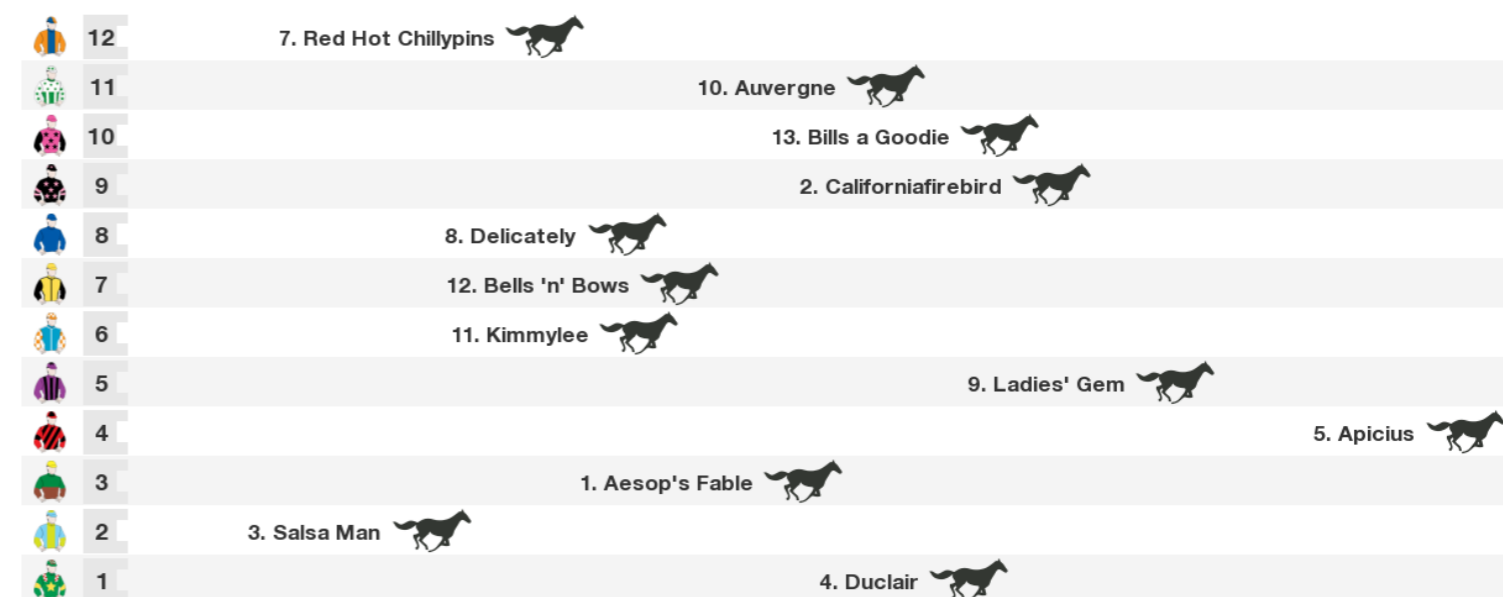 12 7. Red Hot Chillypins
11 10. Auvergne
10 13. Bills a Goodie
9 2. Californiafirebird
8 8. Delicately
7 12. Bells 'n' Bows
6 11. Kimmylee
5 9. Ladies' Gem
4 5. Apicius
3 1. Aesop's Fable
2 3. Salsa Man
1 4. Duclair